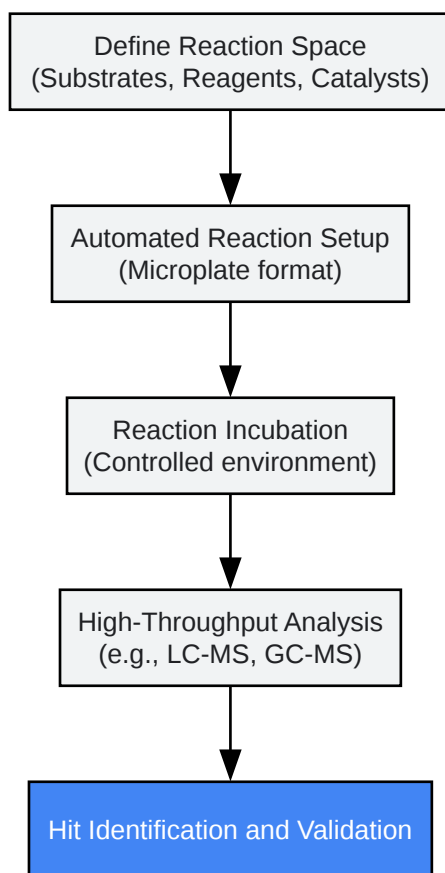 Define Reaction Space
(Substrates, Reagents, Catalysts)
Automated Reaction Setup
(Microplate format)
Reaction Incubation
(Controlled environment)
High-Throughput Analysis
(e.g., LC-MS, GC-MS)
Hit Identification and Validation